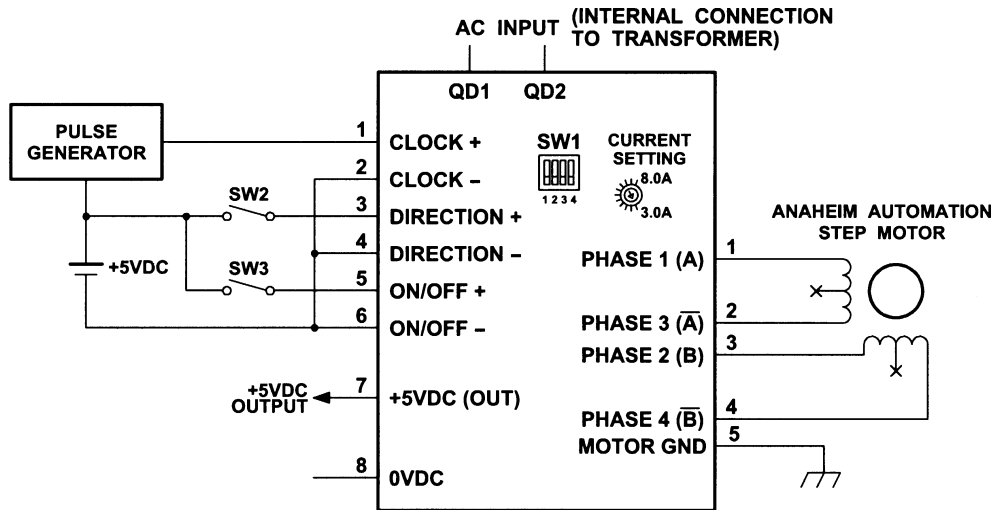 AC INPUT (INTERNAL CONNECTION
TO TRANSFORMER)
QD1 QD2
PULSE
GENERATOR
1 CLOCK +
2 CLOCK –
SW2
3 DIRECTION +
4 DIRECTION –
+5VDC
SW3
5 ON/OFF +
6 ON/OFF –
+5VDC
OUTPUT
7 +5VDC (OUT)
8 0VDC
SW1
1 2 3 4
CURRENT
SETTING
8.0A
3.0A
ANAHEIM AUTOMATION
STEP MOTOR
PHASE 1 (A) 1
PHASE 3 (A̅) 2
PHASE 2 (B) 3
PHASE 4 (B̅) 4
MOTOR GND 5